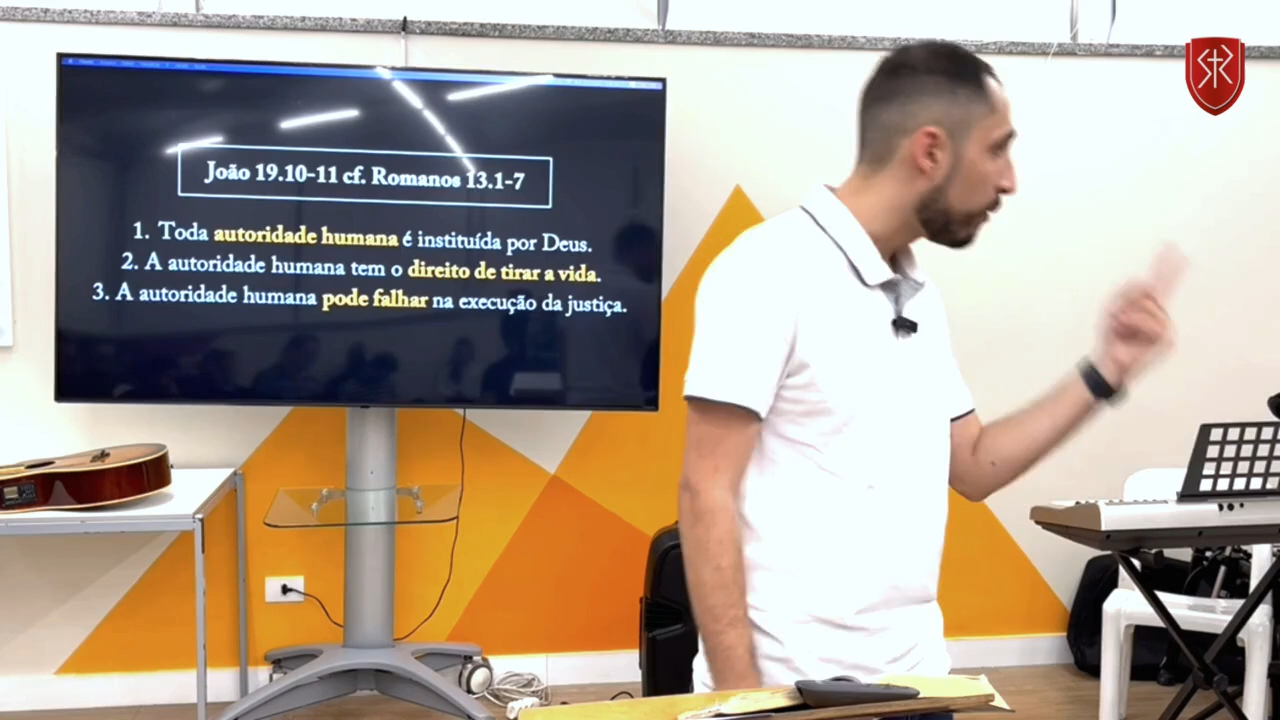 João 19.10-11 cf. Romanos 13.1-7
1. Toda autoridade humana é instituída por Deus.
2. A autoridade humana tem o direito de tirar a vida.
3. A autoridade humana pode falhar na execução da justiça.